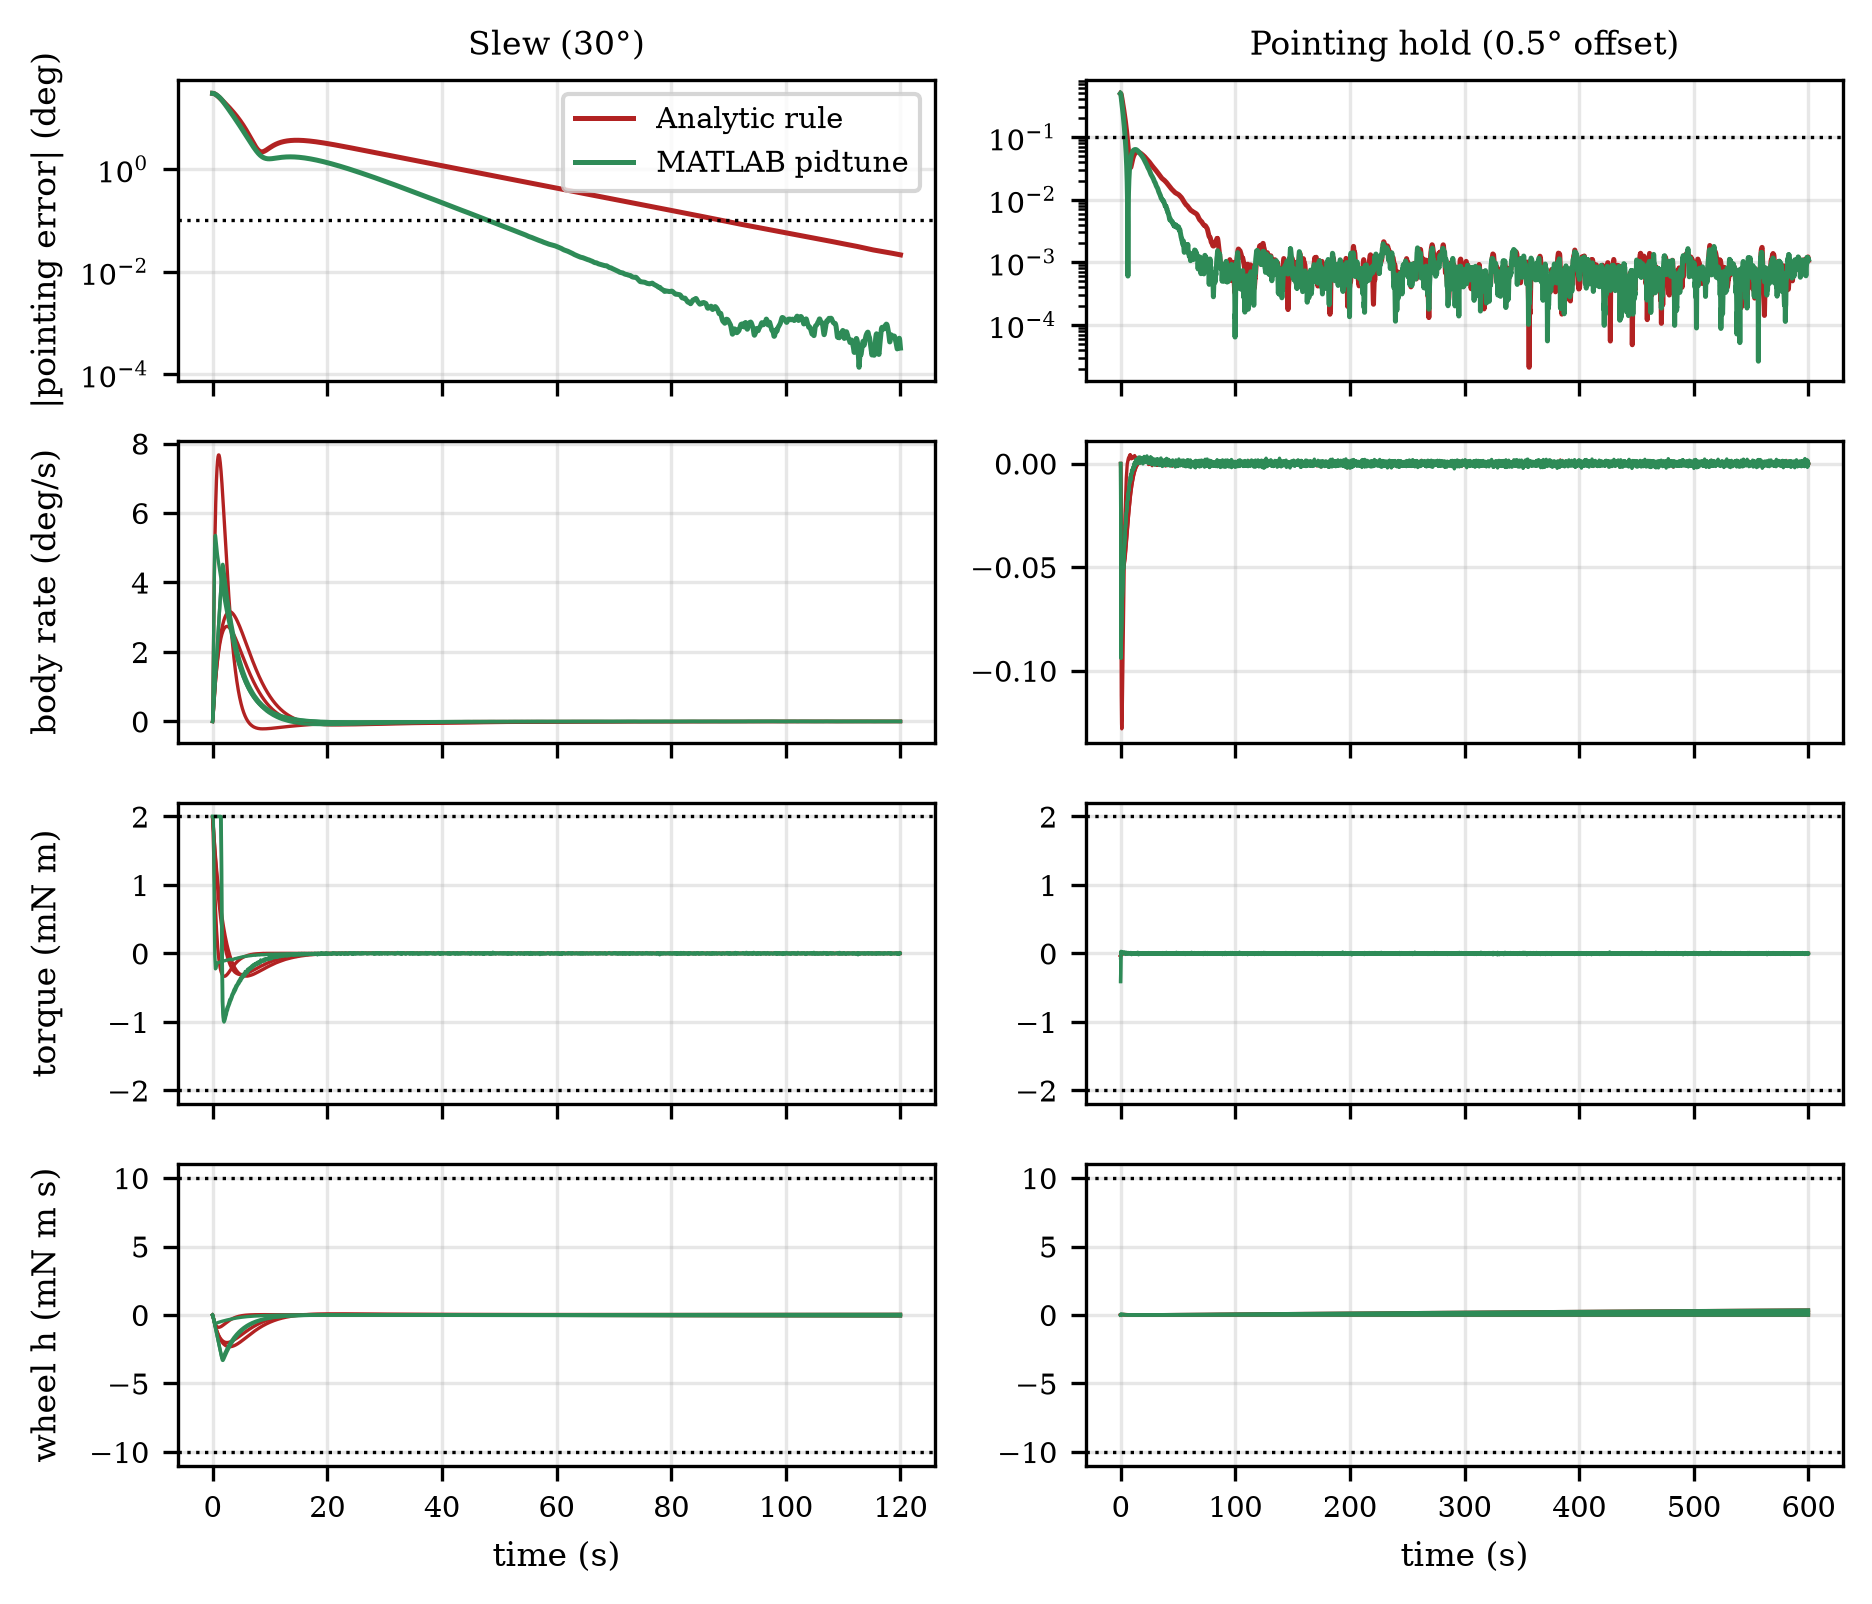 Slew (30°)
Pointing hold (0.5° offset)
|pointing error| (deg)
10⁰
10⁻²
10⁻⁴
Analytic rule
MATLAB pidtune
10⁻¹
10⁻²
10⁻³
10⁻⁴
body rate (deg/s)
8
6
4
2
0
0.00
−0.05
−0.10
torque (mN m)
2
1
0
−1
−2
2
1
0
−1
−2
wheel h (mN m s)
10
5
0
−5
−10
10
5
0
−5
−10
0 20 40 60 80 100 120
0 100 200 300 400 500 600
time (s)
time (s)